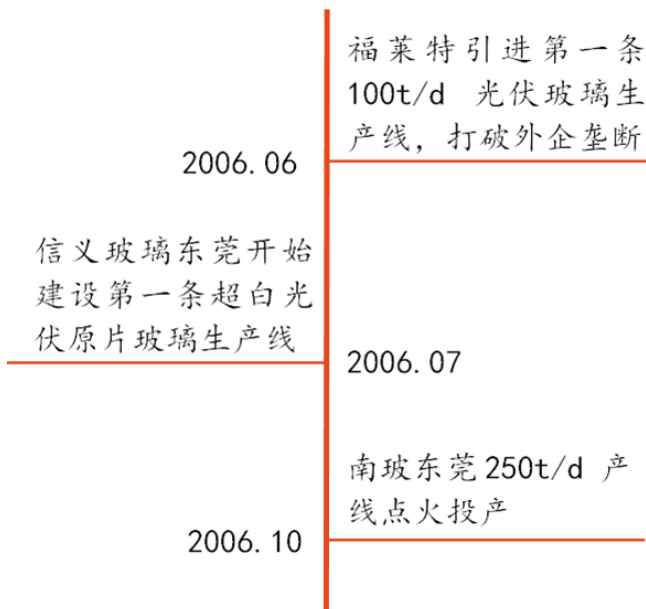 福莱特引进第一条
100t/d 光伏玻璃生
产线，打破外企垄断
2006.06
信义玻璃东莞开始
建设第一条超白光
伏原片玻璃生产线
2006.07
南玻东莞250t/d 产
线点火投产
2006.10